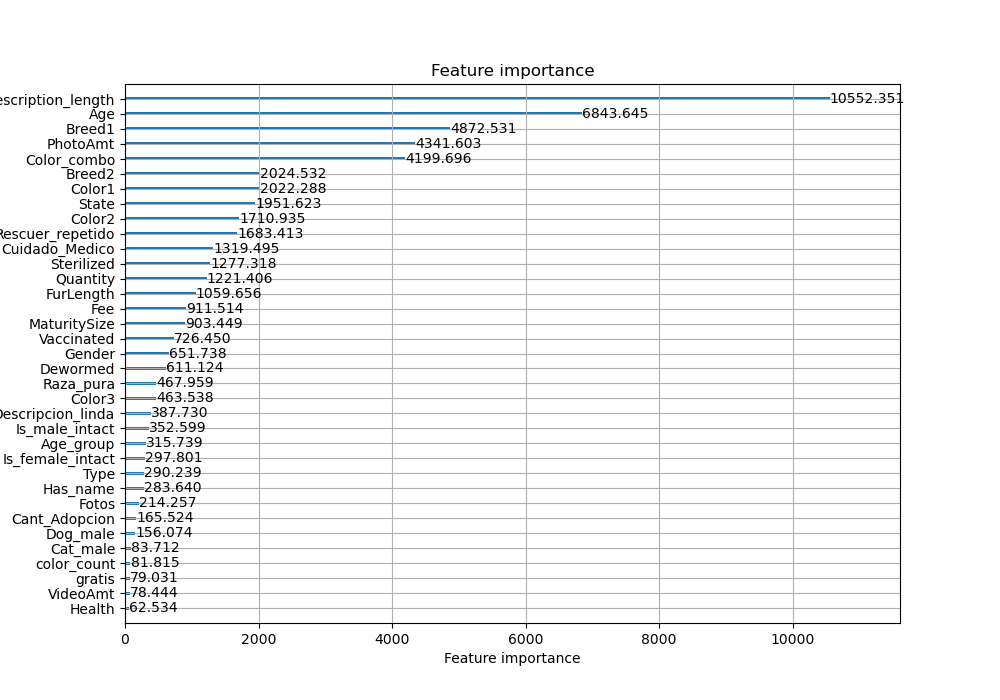 Feature importance
escription_length 10552.351
Age 6843.645
Breed1 4872.531
PhotoAmt 4341.603
Color_combo 4199.696
Breed2 2024.532
Color1 2022.288
State 1951.623
Color2 1710.935
Rescuer_repetido 1683.413
Cuidado_Medico 1319.495
Sterilized 1277.318
Quantity 1221.406
FurLength 1059.656
Fee 911.514
MaturitySize 903.449
Vaccinated 726.450
Gender 651.738
Dewormed 611.124
Raza_pura 467.959
Color3 463.538
Descripcion_linda 387.730
Is_male_intact 352.599
Age_group 315.739
Is_female_intact 297.801
Type 290.239
Has_name 283.640
Fotos 214.257
Cant_Adopcion 165.524
Dog_male 156.074
Cat_male 83.712
color_count 81.815
gratis 79.031
VideoAmt 78.444
Health 62.534
0 2000 4000 6000 8000 10000
Feature importance